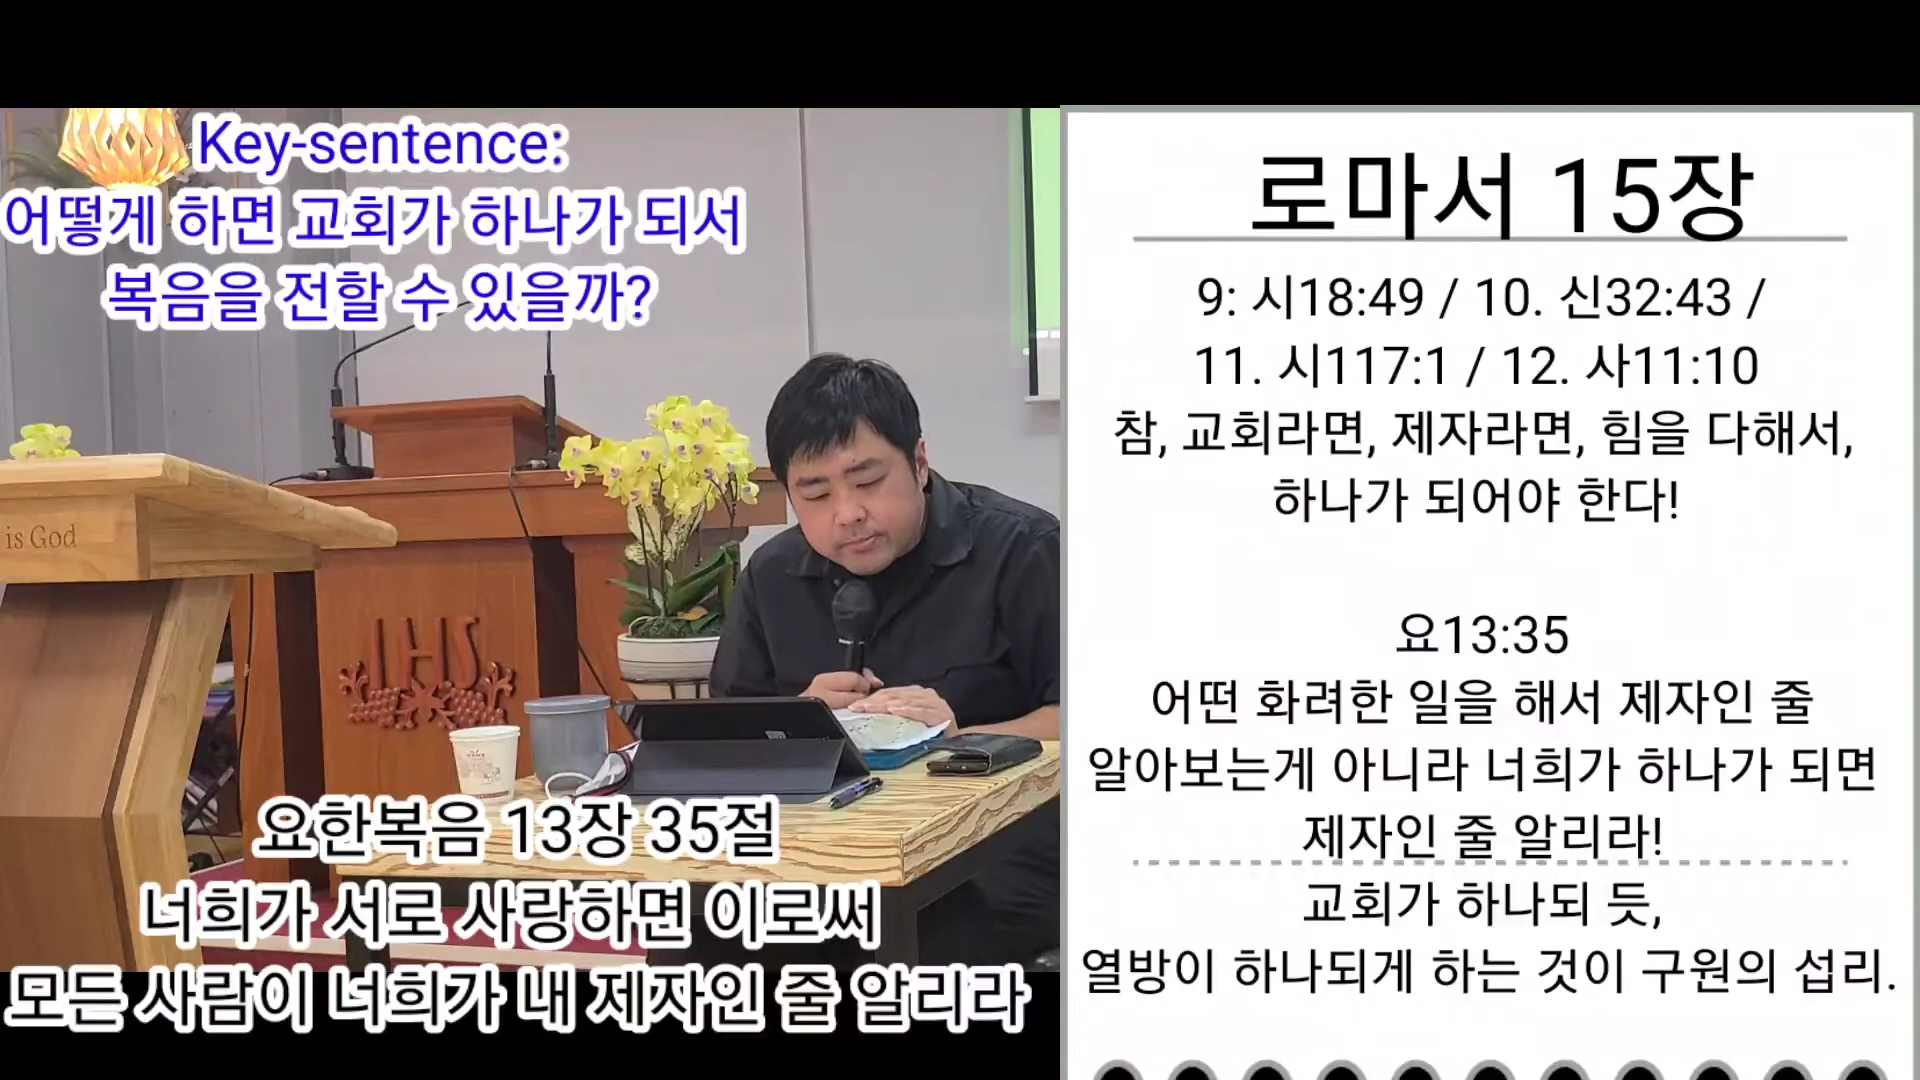 Key-sentence:
어떻게 하면 교회가 하나가 되서
복음을 전할 수 있을까?
is God
IHS
요한복음 13장 35절
너희가 서로 사랑하면 이로써
모든 사람이 너희가 내 제자인 줄 알리라
로마서 15장
9: 시18:49 / 10. 신32:43 /
11. 시117:1 / 12. 사11:10
참, 교회라면, 제자라면, 힘을 다해서,
하나가 되어야 한다!
요13:35
어떤 화려한 일을 해서 제자인 줄
알아보는게 아니라 너희가 하나가 되면
제자인 줄 알리라!
교회가 하나되 듯,
열방이 하나되게 하는 것이 구원의 섭리.